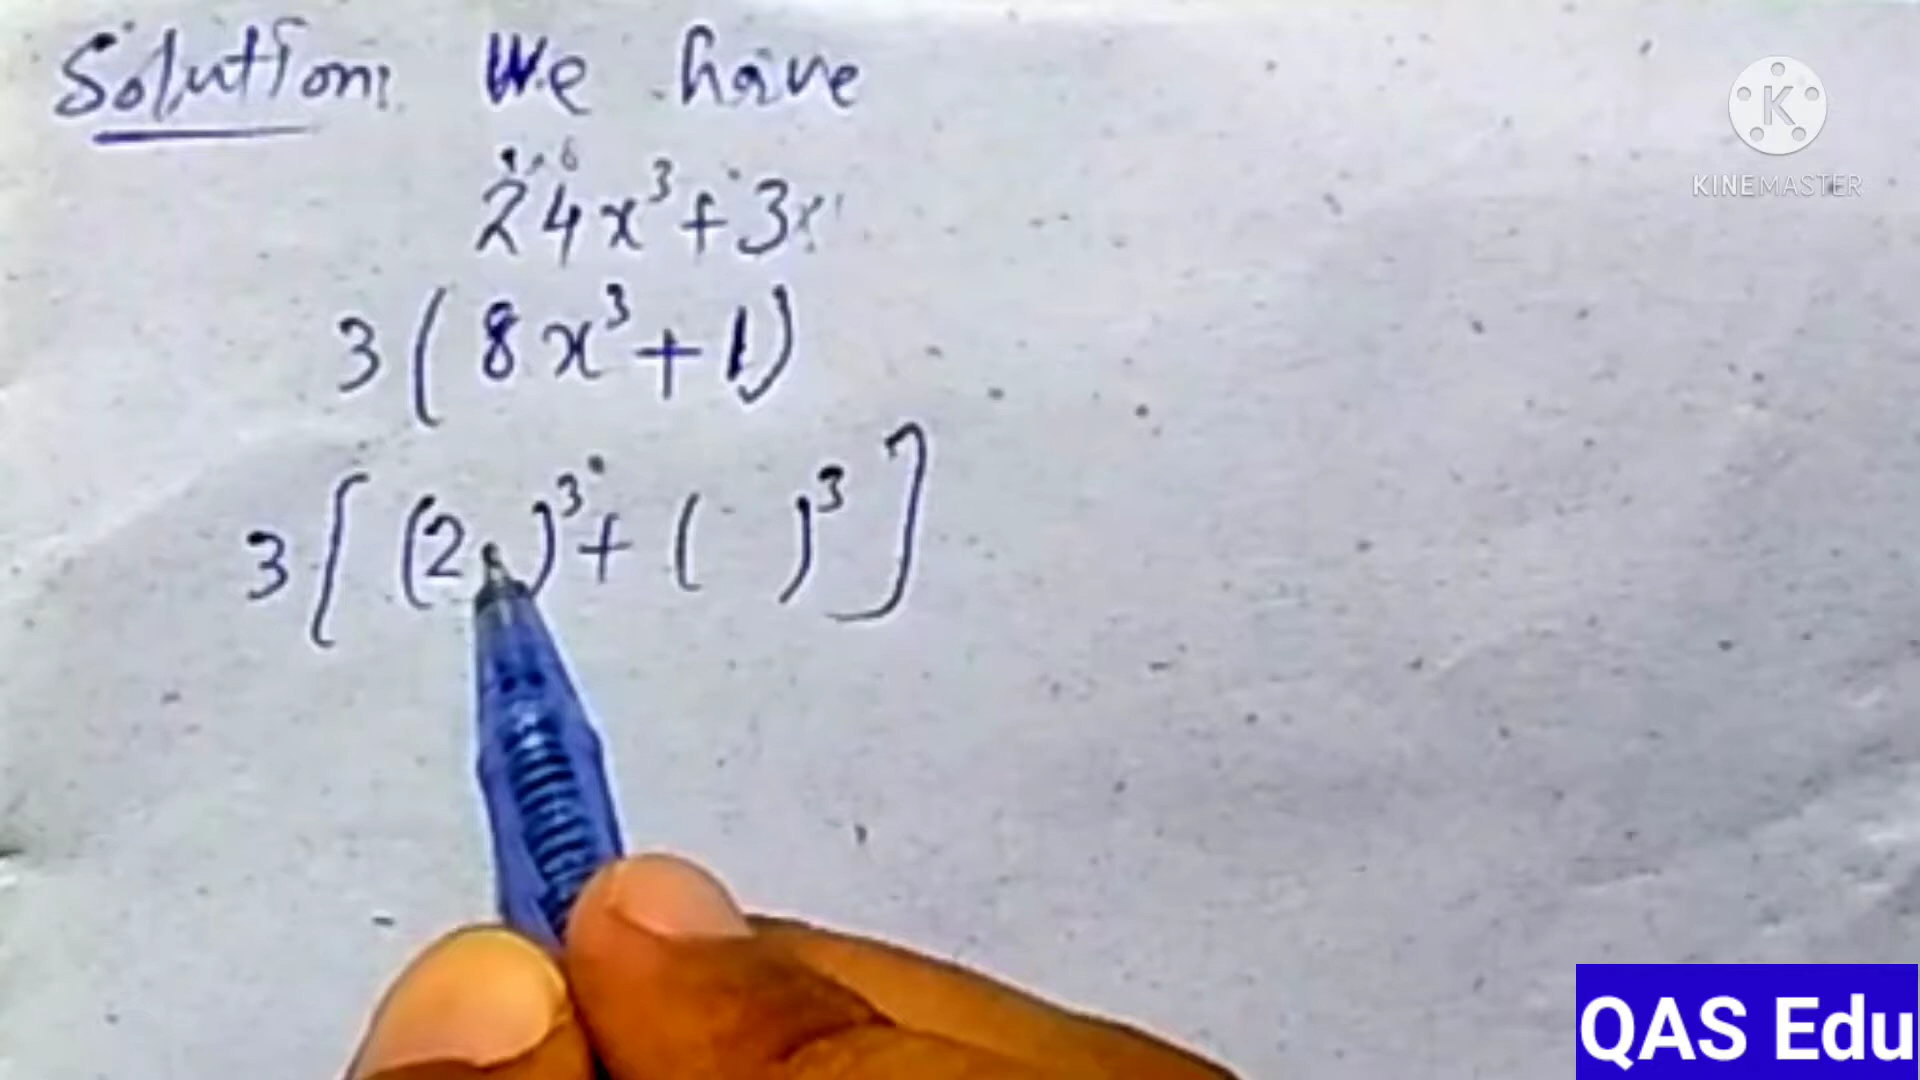 Solution: We have
24x³+3
3(8x³+1)
3[(2 )³+( )³]
KINEMASTER
QAS Edu